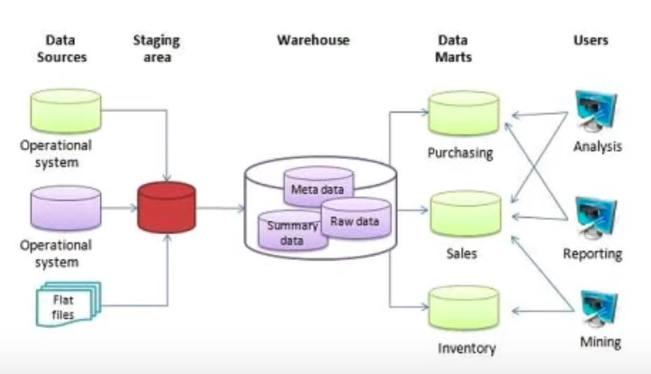 Data
Sources
Staging
area
Warehouse
Data
Marts
Users
Operational
system
Operational
system
Flat
files
Meta data
Summary
data
Raw data
Purchasing
Sales
Inventory
Analysis
Reporting
Mining